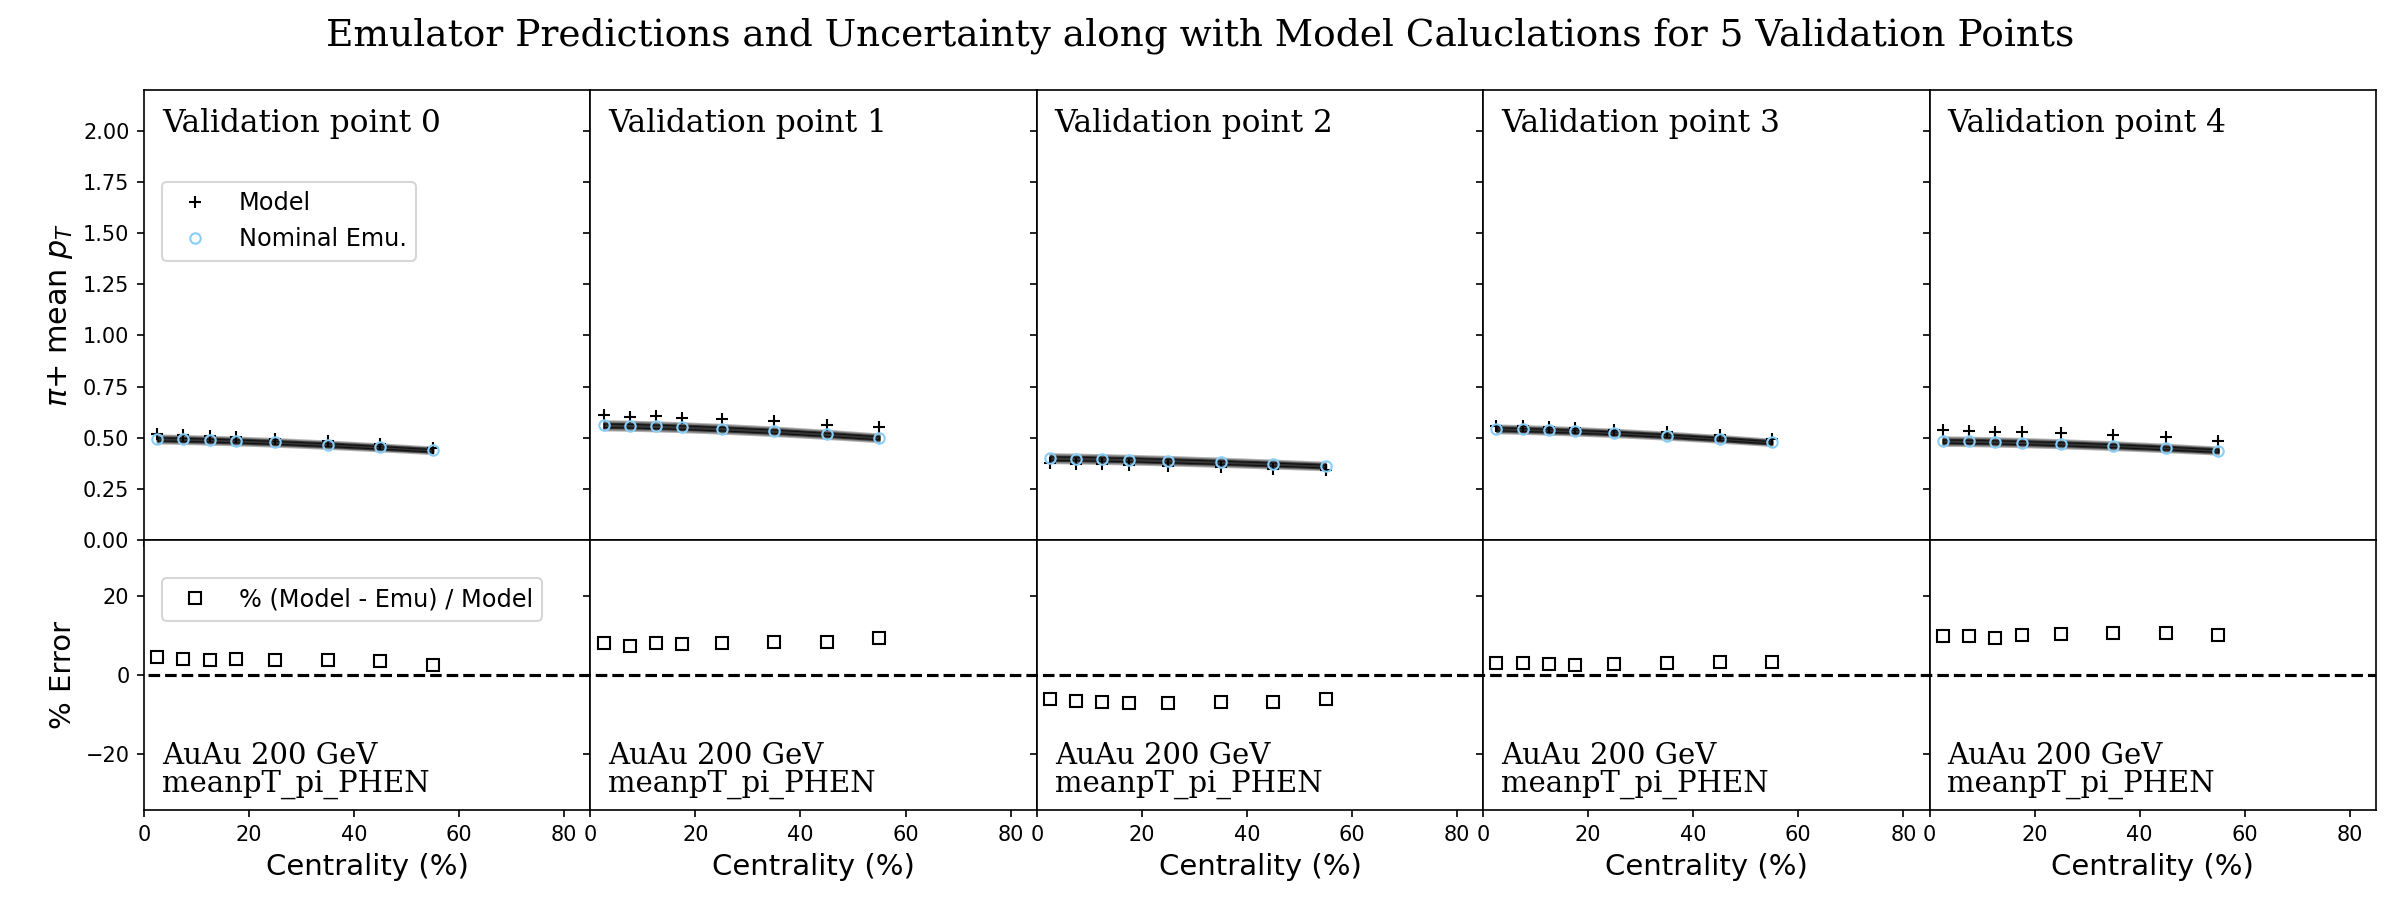 Emulator Predictions and Uncertainty along with Model Caluclations for 5 Validation Points
Validation point 0
Validation point 1
Validation point 2
Validation point 3
Validation point 4
2.00
1.75
1.50
1.25
1.00
0.75
0.50
0.25
0.00
π+ mean p_T
Model
Nominal Emu.
20
0
−20
% Error
% (Model - Emu) / Model
AuAu 200 GeV
meanpT_pi_PHEN
AuAu 200 GeV
meanpT_pi_PHEN
AuAu 200 GeV
meanpT_pi_PHEN
AuAu 200 GeV
meanpT_pi_PHEN
AuAu 200 GeV
meanpT_pi_PHEN
0 20 40 60 80
0 20 40 60 80
0 20 40 60 80
0 20 40 60 80
0 20 40 60 80
Centrality (%)
Centrality (%)
Centrality (%)
Centrality (%)
Centrality (%)